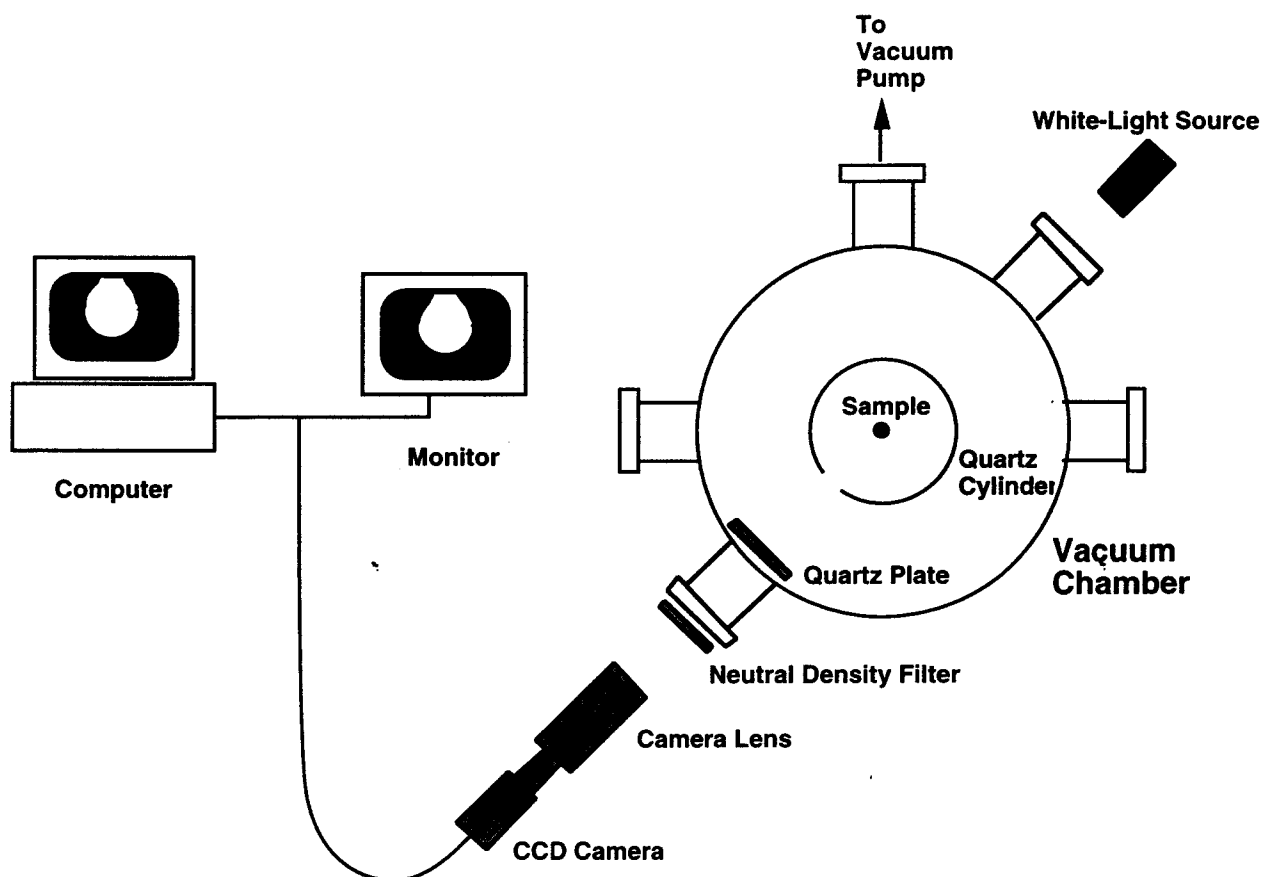 To
Vacuum
Pump
White-Light Source
Sample
Quartz
Cylinder
Monitor
Computer
Vacuum
Chamber
Quartz Plate
Neutral Density Filter
Camera Lens
CCD Camera